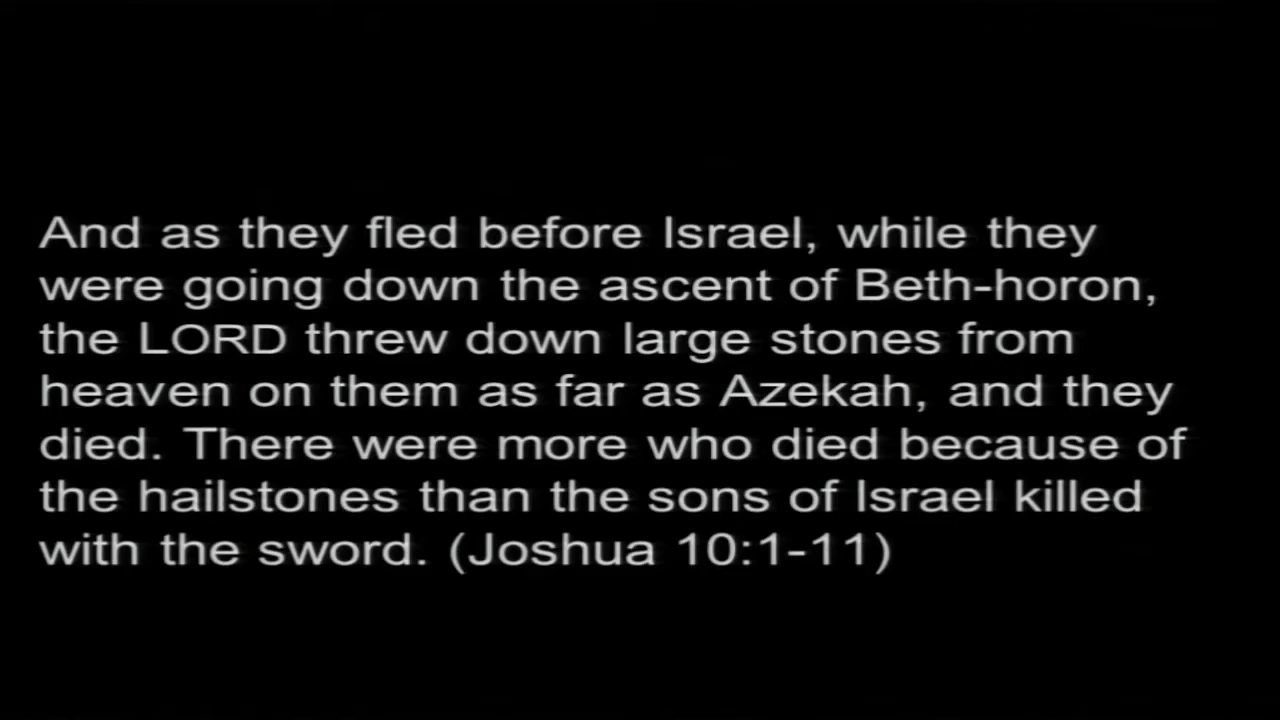 And as they fled before Israel, while they
were going down the ascent of Beth-horon,
the LORD threw down large stones from
heaven on them as far as Azekah, and they
died. There were more who died because of
the hailstones than the sons of Israel killed
with the sword. (Joshua 10:1-11)